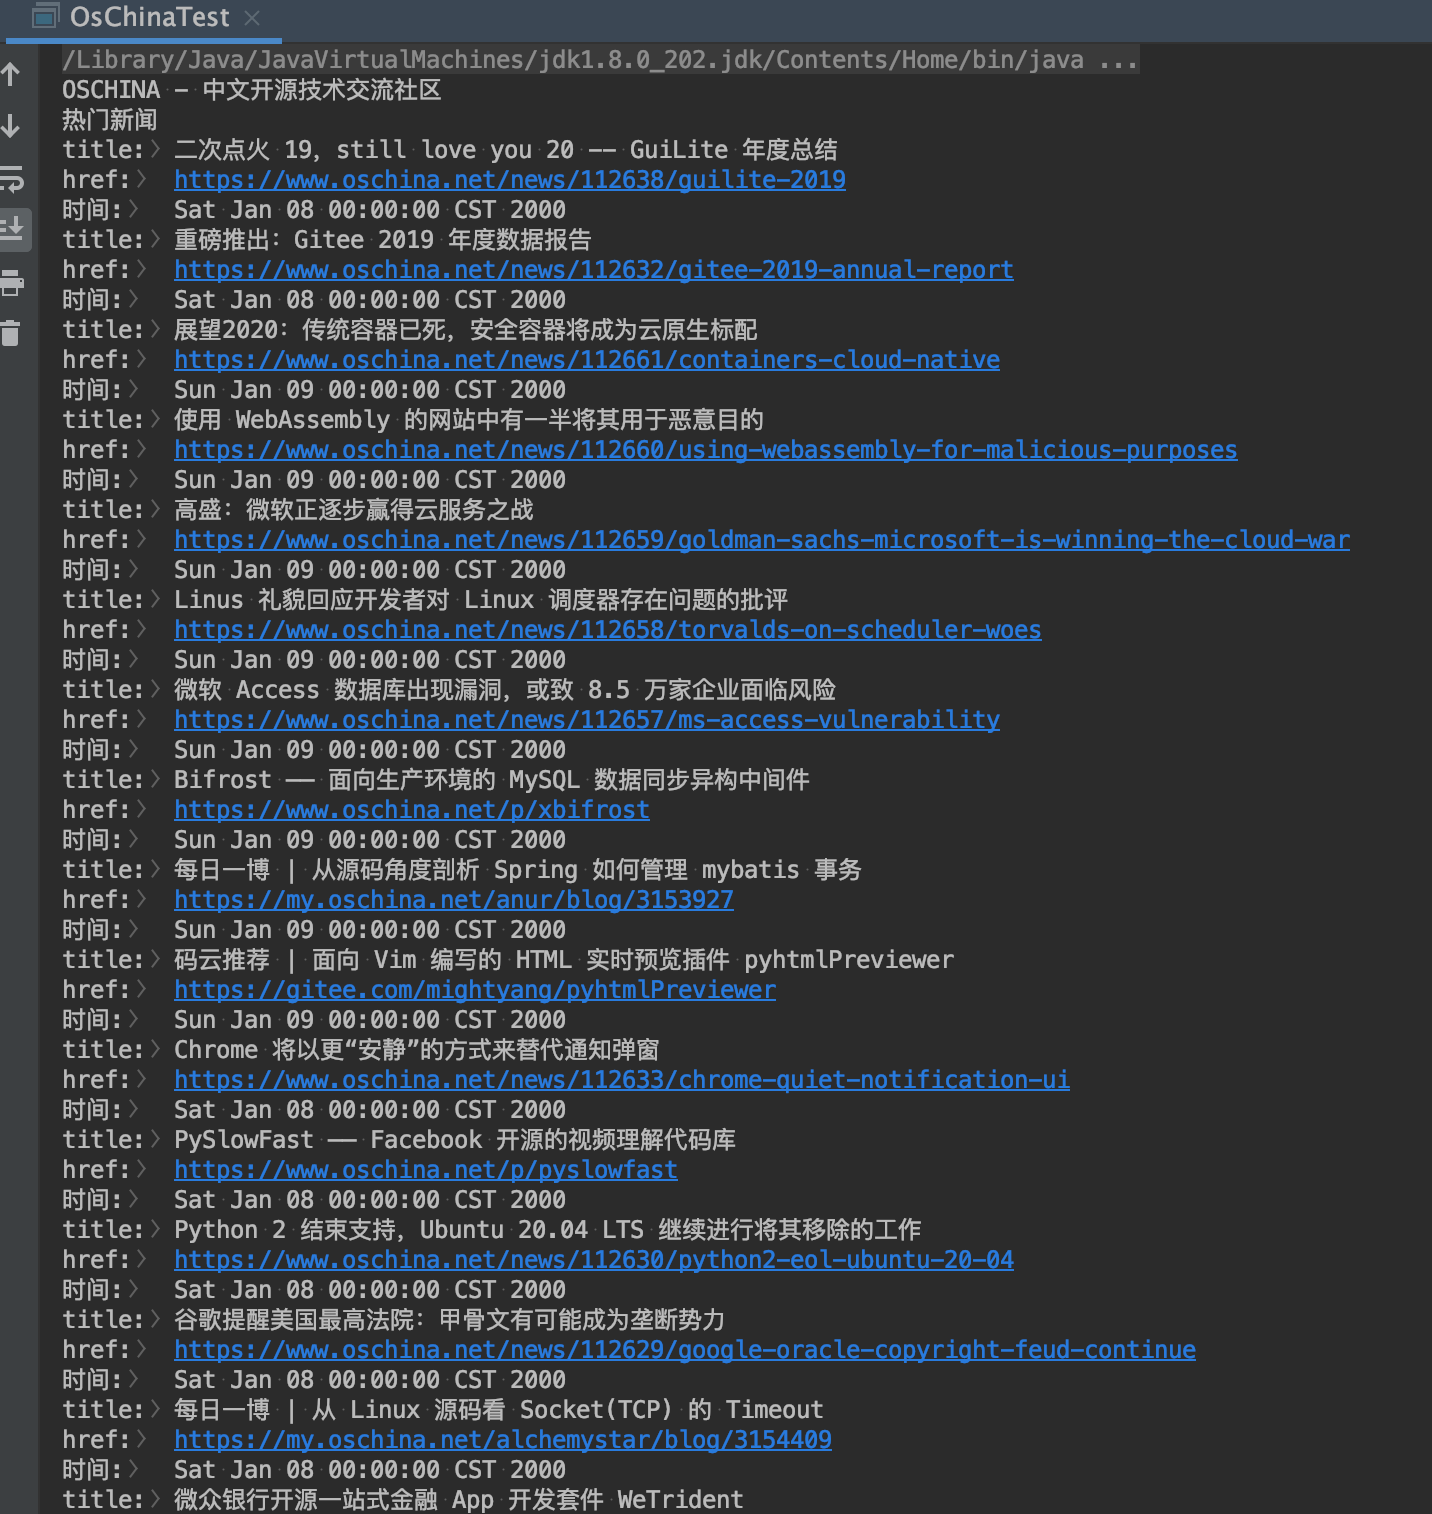 OsChinaTest
/Library/Java/JavaVirtualMachines/jdk1.8.0_202.jdk/Contents/Home/bin/java ...
OSCHINA - 中文开源技术交流社区
热门新闻
title: 二次点火 19，still love you 20 -- GuiLite 年度总结
href: https://www.oschina.net/news/112638/guilite-2019
时间: Sat Jan 08 00:00:00 CST 2000
title: 重磅推出：Gitee 2019 年度数据报告
href: https://www.oschina.net/news/112632/gitee-2019-annual-report
时间: Sat Jan 08 00:00:00 CST 2000
title: 展望2020：传统容器已死，安全容器将成为云原生标配
href: https://www.oschina.net/news/112661/containers-cloud-native
时间: Sun Jan 09 00:00:00 CST 2000
title: 使用 WebAssembly 的网站中有一半将其用于恶意目的
href: https://www.oschina.net/news/112660/using-webassembly-for-malicious-purposes
时间: Sun Jan 09 00:00:00 CST 2000
title: 高盛：微软正逐步赢得云服务之战
href: https://www.oschina.net/news/112659/goldman-sachs-microsoft-is-winning-the-cloud-war
时间: Sun Jan 09 00:00:00 CST 2000
title: Linus 礼貌回应开发者对 Linux 调度器存在问题的批评
href: https://www.oschina.net/news/112658/torvalds-on-scheduler-woes
时间: Sun Jan 09 00:00:00 CST 2000
title: 微软 Access 数据库出现漏洞，或致 8.5 万家企业面临风险
href: https://www.oschina.net/news/112657/ms-access-vulnerability
时间: Sun Jan 09 00:00:00 CST 2000
title: Bifrost —— 面向生产环境的 MySQL 数据同步异构中间件
href: https://www.oschina.net/p/xbifrost
时间: Sun Jan 09 00:00:00 CST 2000
title: 每日一博 | 从源码角度剖析 Spring 如何管理 mybatis 事务
href: https://my.oschina.net/anur/blog/3153927
时间: Sun Jan 09 00:00:00 CST 2000
title: 码云推荐 | 面向 Vim 编写的 HTML 实时预览插件 pyhtmlPreviewer
href: https://gitee.com/mightyang/pyhtmlPreviewer
时间: Sun Jan 09 00:00:00 CST 2000
title: Chrome 将以更“安静”的方式来替代通知弹窗
href: https://www.oschina.net/news/112633/chrome-quiet-notification-ui
时间: Sat Jan 08 00:00:00 CST 2000
title: PySlowFast —— Facebook 开源的视频理解代码库
href: https://www.oschina.net/p/pyslowfast
时间: Sat Jan 08 00:00:00 CST 2000
title: Python 2 结束支持，Ubuntu 20.04 LTS 继续进行将其移除的工作
href: https://www.oschina.net/news/112630/python2-eol-ubuntu-20-04
时间: Sat Jan 08 00:00:00 CST 2000
title: 谷歌提醒美国最高法院：甲骨文有可能成为垄断势力
href: https://www.oschina.net/news/112629/google-oracle-copyright-feud-continue
时间: Sat Jan 08 00:00:00 CST 2000
title: 每日一博 | 从 Linux 源码看 Socket(TCP) 的 Timeout
href: https://my.oschina.net/alchemystar/blog/3154409
时间: Sat Jan 08 00:00:00 CST 2000
title: 微众银行开源一站式金融 App 开发套件 WeTrident